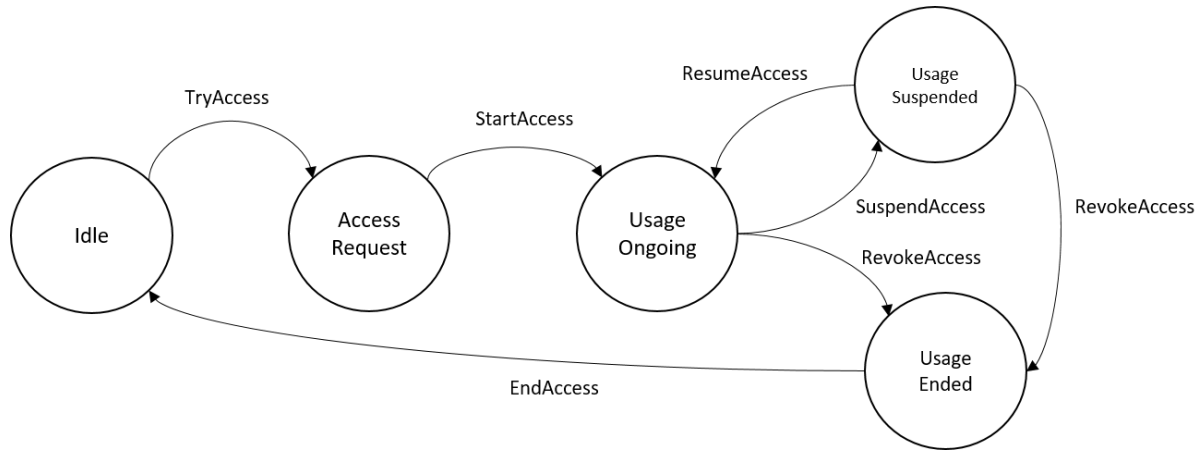 TryAccess
StartAccess
ResumeAccess
Usage
Suspended
Idle
Access
Request
Usage
Ongoing
SuspendAccess
RevokeAccess
RevokeAccess
Usage
Ended
EndAccess